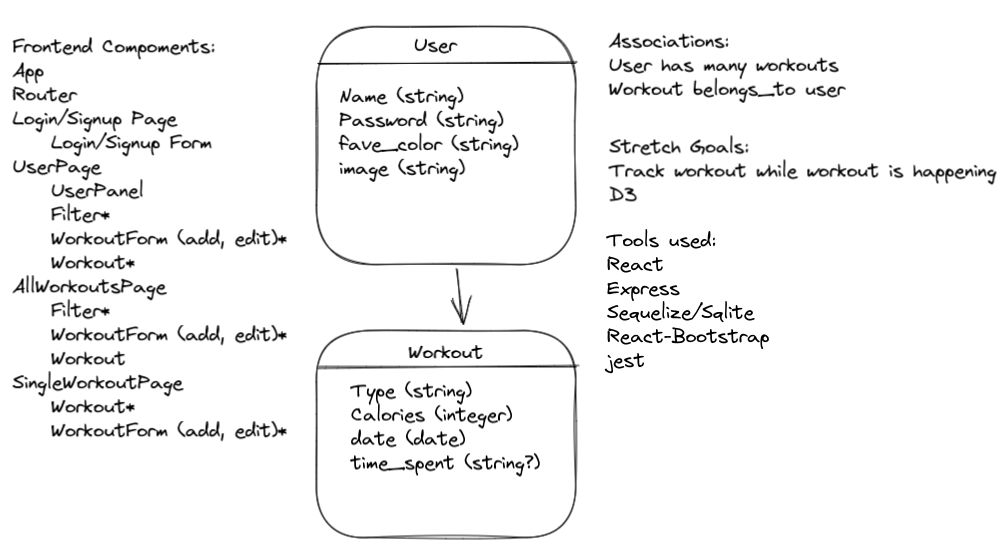 Frontend Compoments:
App
Router
Login/Signup Page
Login/Signup Form
UserPage
UserPanel
Filter*
WorkoutForm (add, edit)*
Workout*
AllWorkoutsPage
Filter*
WorkoutForm (add, edit)*
Workout
SingleWorkoutPage
Workout*
WorkoutForm (add, edit)*
User
Name (string)
Password (string)
fave_color (string)
image (string)
Workout
Type (string)
Calories (integer)
date (date)
time_spent (string?)
Associations:
User has many workouts
Workout belongs_to user
Stretch Goals:
Track workout while workout is happening
D3
Tools used:
React
Express
Sequelize/Sqlite
React-Bootstrap
jest